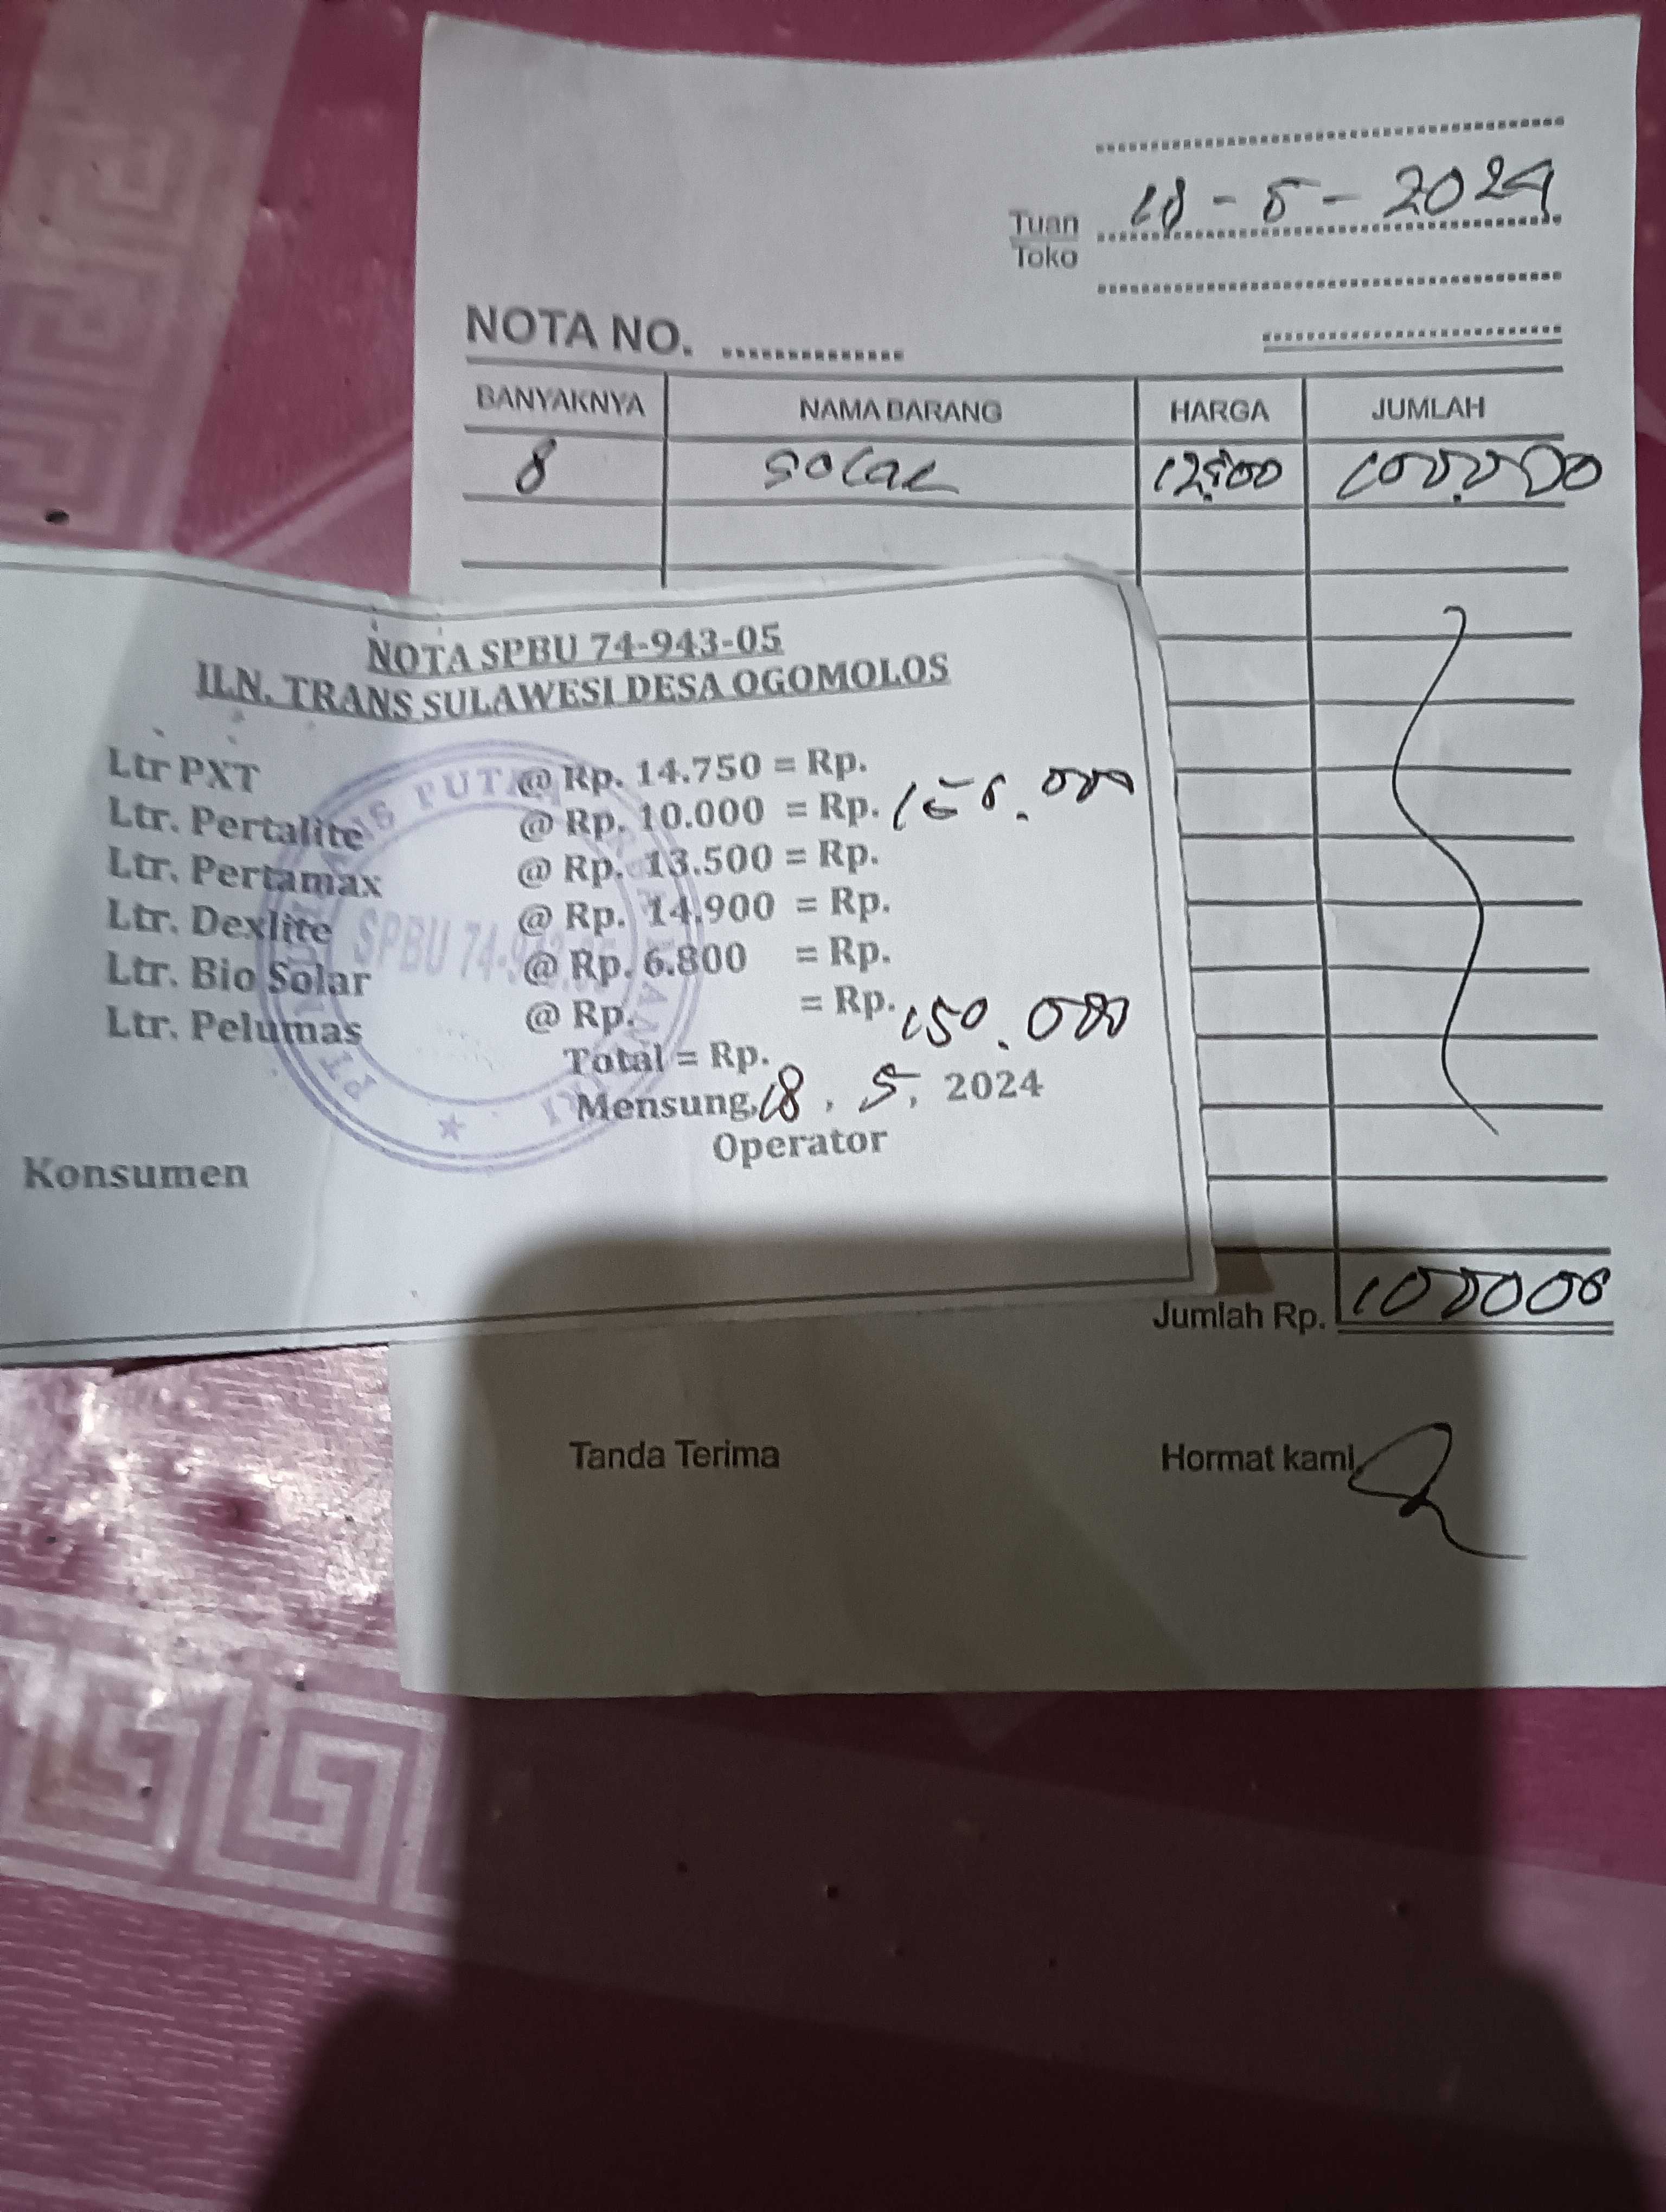 18-5-2024
Tuan
Toko
NOTA NO.
BANYAKNYA NAMA BARANG HARGA JUMLAH
8 solar 12.500 100.000
NOTA SPBU 74-943-05
JLN. TRANS SULAWESI DESA OGOMOLOS
Ltr PXT @ Rp. 14.750 = Rp.
Ltr. Pertalite @ Rp. 10.000 = Rp. 150.000
Ltr. Pertamax @ Rp. 13.500 = Rp.
Ltr. Dexlite @ Rp. 14.900 = Rp.
Ltr. Bio Solar @ Rp. 6.800 = Rp.
Ltr. Pelumas @ Rp. = Rp.
Total = Rp. 150.000
Mensung, 18, 5, 2024
Operator
Konsumen
SPBU 74-943-05
Jumlah Rp. 100000
Tanda Terima Hormat kami,